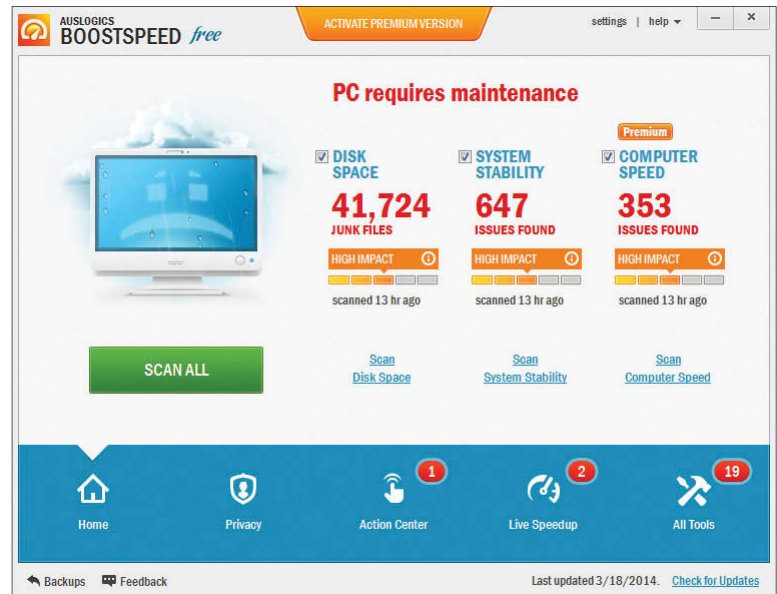 AUSLOGICS
BOOSTSPEED free
ACTIVATE PREMIUM VERSION
settings | help
PC requires maintenance
Premium
DISK
SPACE
41,724
JUNK FILES
HIGH IMPACT
scanned 13 hr ago
SYSTEM
STABILITY
647
ISSUES FOUND
HIGH IMPACT
scanned 13 hr ago
COMPUTER
SPEED
353
ISSUES FOUND
HIGH IMPACT
scanned 13 hr ago
SCAN ALL
Scan
Disk Space
Scan
System Stability
Scan
Computer Speed
Home
Privacy
1
Action Center
2
Live Speedup
19
All Tools
Backups
Feedback
Last updated 3/18/2014. Check for Updates